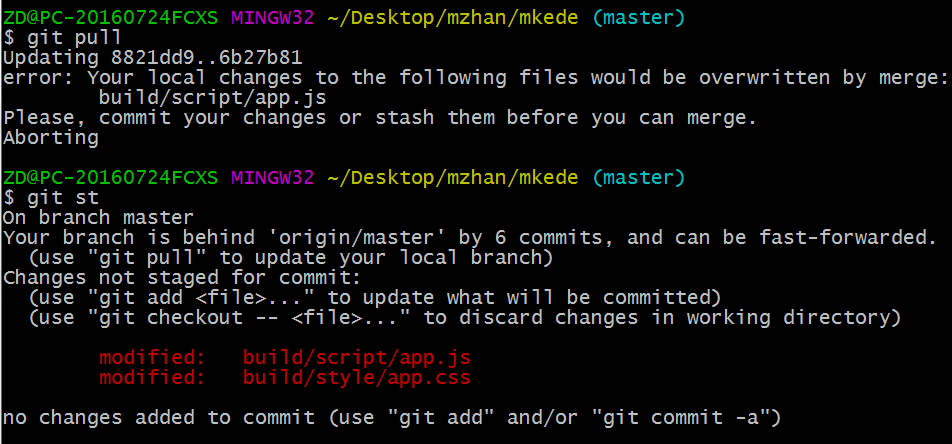 ZD@PC-20160724FCXS MINGW32 ~/Desktop/mzhan/mkede (master)
$ git pull
Updating 8821dd9..6b27b81
error: Your local changes to the following files would be overwritten by merge:
        build/script/app.js
Please, commit your changes or stash them before you can merge.
Aborting
ZD@PC-20160724FCXS MINGW32 ~/Desktop/mzhan/mkede (master)
$ git st
On branch master
Your branch is behind 'origin/master' by 6 commits, and can be fast-forwarded.
  (use "git pull" to update your local branch)
Changes not staged for commit:
  (use "git add <file>..." to update what will be committed)
  (use "git checkout -- <file>..." to discard changes in working directory)
        modified:   build/script/app.js
        modified:   build/style/app.css
no changes added to commit (use "git add" and/or "git commit -a")